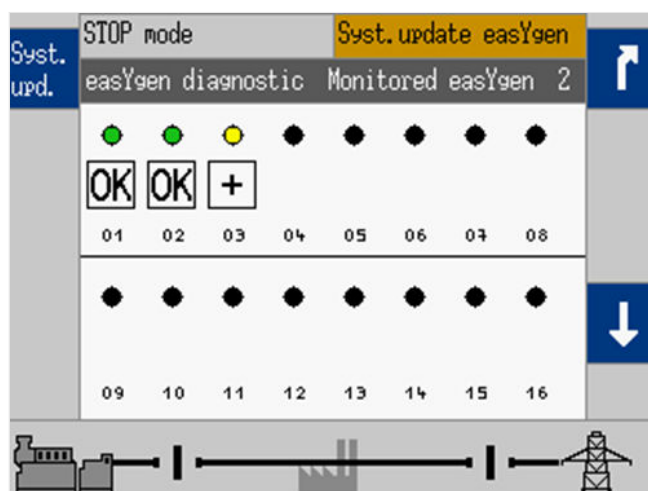 STOP mode Syst.update easYgen
Syst.
upd.
easYgen diagnostic Monitored easYgen 2
OK OK +
01 02 03 04 05 06 07 08
09 10 11 12 13 14 15 16